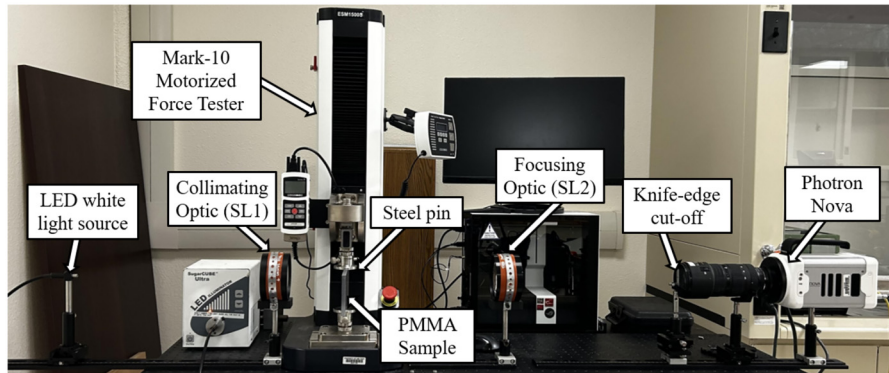 ESM1500S
Mark-10
Motorized
Force Tester
LED white
light source
Collimating
Optic (SL1)
Steel pin
Focusing
Optic (SL2)
Knife-edge
cut-off
Photron
Nova
SugarCUBE
Ultra
LED
PMMA
Sample